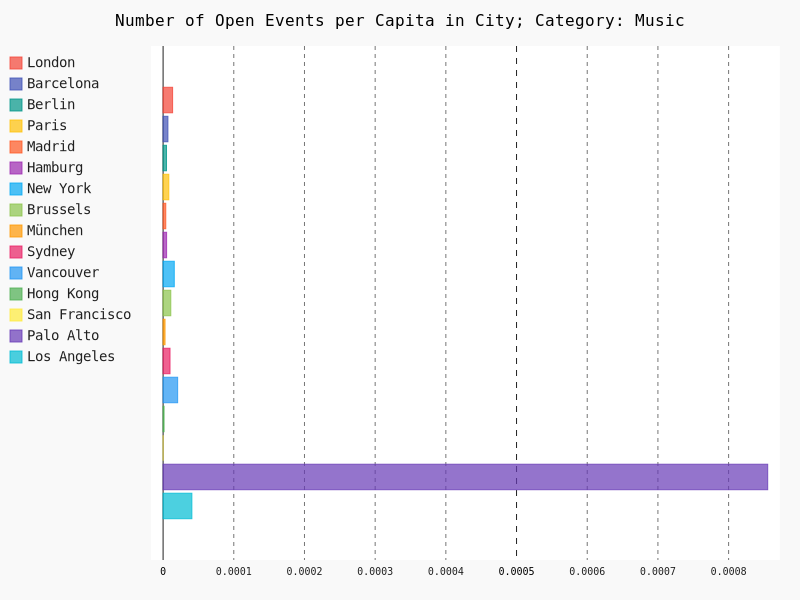 Number of Open Events per Capita in City; Category: Music
London
Barcelona
Berlin
Paris
Madrid
Hamburg
New York
Brussels
München
Sydney
Vancouver
Hong Kong
San Francisco
Palo Alto
Los Angeles
0 0.0001 0.0002 0.0003 0.0004 0.0005 0.0006 0.0007 0.0008